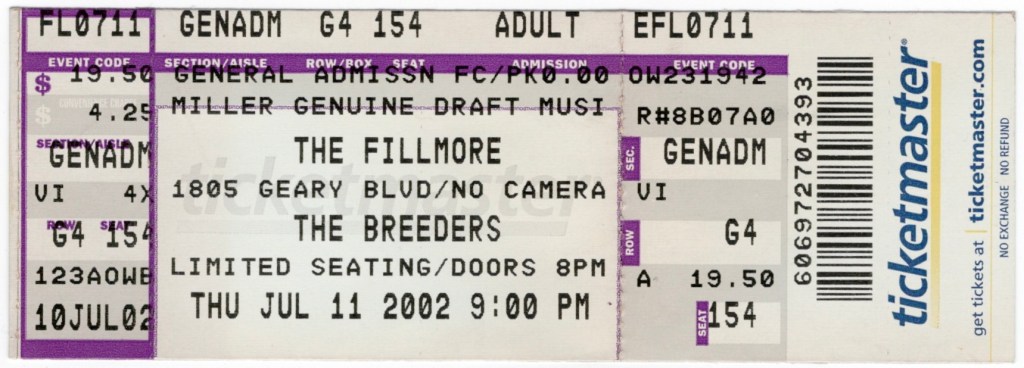 FL0711 GENADM G4 154 ADULT EFL0711
EVENT CODE SECTION/AISLE ROW/BOX SEAT ADMISSION EVENT CODE
$ 19.50 GENERAL ADMISSN FC/PK0.00 OW231942
$ 4.25 MILLER GENUINE DRAFT MUSI R#8B07A0
SECTION/AISLE
GENADM THE FILLMORE SEC. GENADM
VI 4X 1805 GEARY BLVD/NO CAMERA VI
ROW SEAT
G4 154 THE BREEDERS ROW G4
123AOWB LIMITED SEATING/DOORS 8PM A 19.50
10JUL02 THU JUL 11 2002 9:00 PM SEAT 154
ticketmaster
606972704393
ticketmaster
get tickets at | ticketmaster.com
NO EXCHANGE NO REFUND